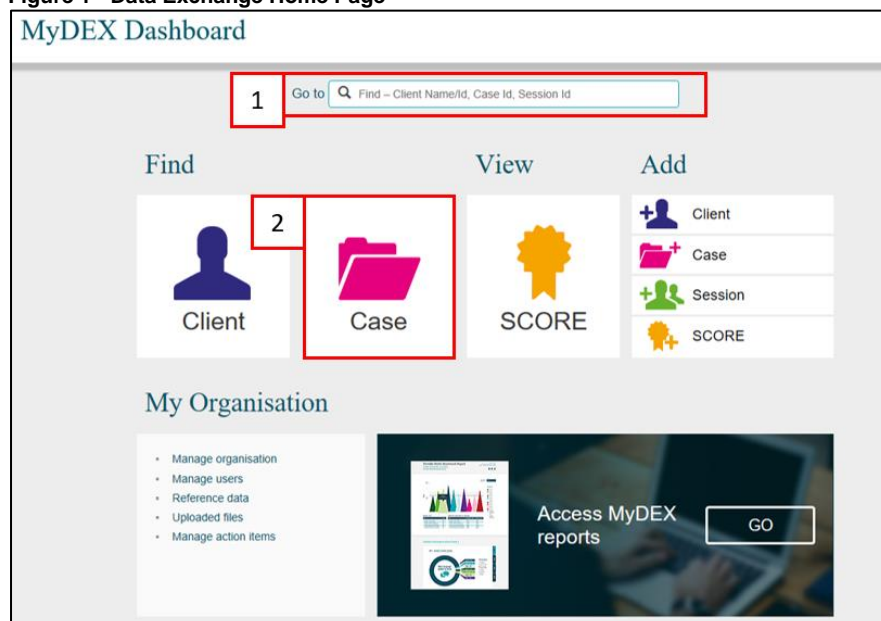 Figure 1 - Data Exchange Home Page
MyDEX Dashboard
1
Go to
Find – Client Name/Id, Case Id, Session Id
Find
View
Add
2
Client
Case
SCORE
Client
Case
Session
SCORE
My Organisation
Manage organisation
Manage users
Reference data
Uploaded files
Manage action items
Access MyDEX
reports
GO